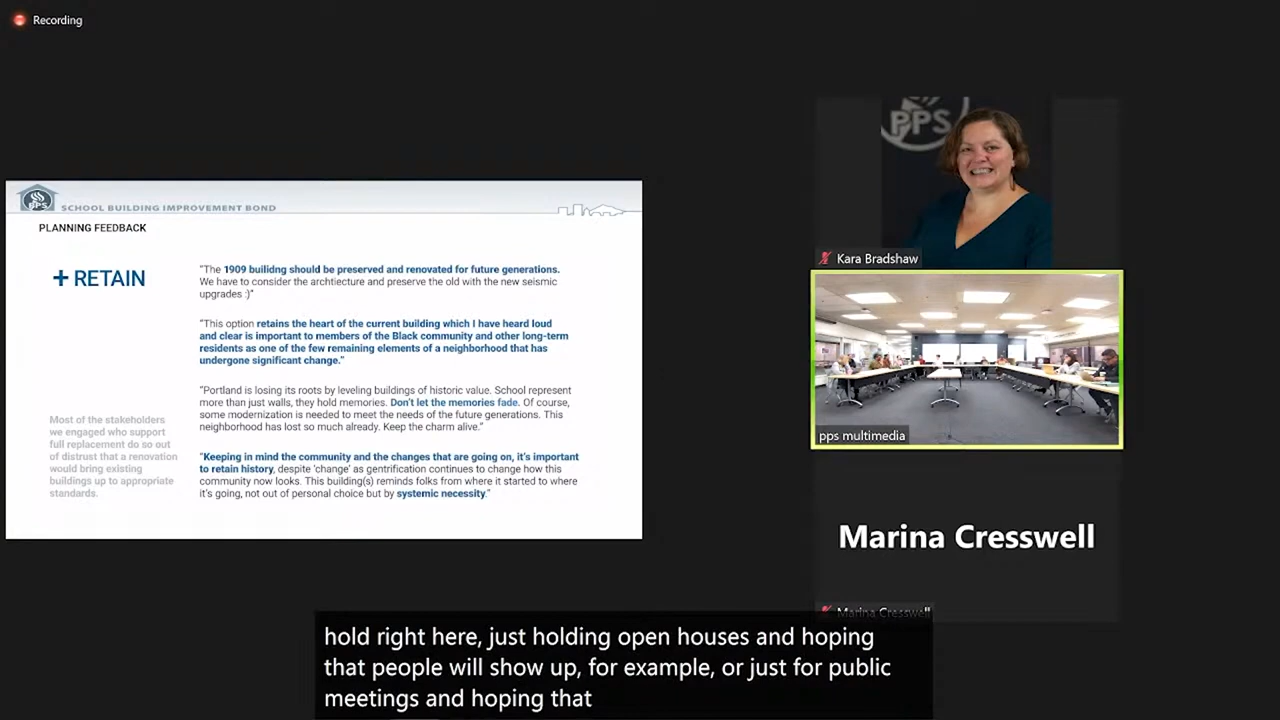 Recording
PPS
SCHOOL BUILDING IMPROVEMENT BOND
PLANNING FEEDBACK
+ RETAIN
"The 1909 builidng should be preserved and renovated for future generations.
We have to consider the archtiecture and preserve the old with the new seismic
upgrades :)"
"This option retains the heart of the current building which I have heard loud
and clear is important to members of the Black community and other long-term
residents as one of the few remaining elements of a neighborhood that has
undergone significant change."
"Portland is losing its roots by leveling buildings of historic value. School represent
more than just walls, they hold memories. Don't let the memories fade. Of course,
some modernization is needed to meet the needs of the future generations. This
neighborhood has lost so much already. Keep the charm alive."
"Keeping in mind the community and the changes that are going on, it's important
to retain history, despite 'change' as gentrification continues to change how this
community now looks. This building(s) reminds folks from where it started to where
it's going, not out of personal choice but by systemic necessity."
Most of the stakeholders
we engaged who support
full replacement do so out
of distrust that a renovation
would bring existing
buildings up to appropriate
standards.
PPS
Kara Bradshaw
pps multimedia
Marina Cresswell
Marina Cresswell
hold right here, just holding open houses and hoping
that people will show up, for example, or just for public
meetings and hoping that